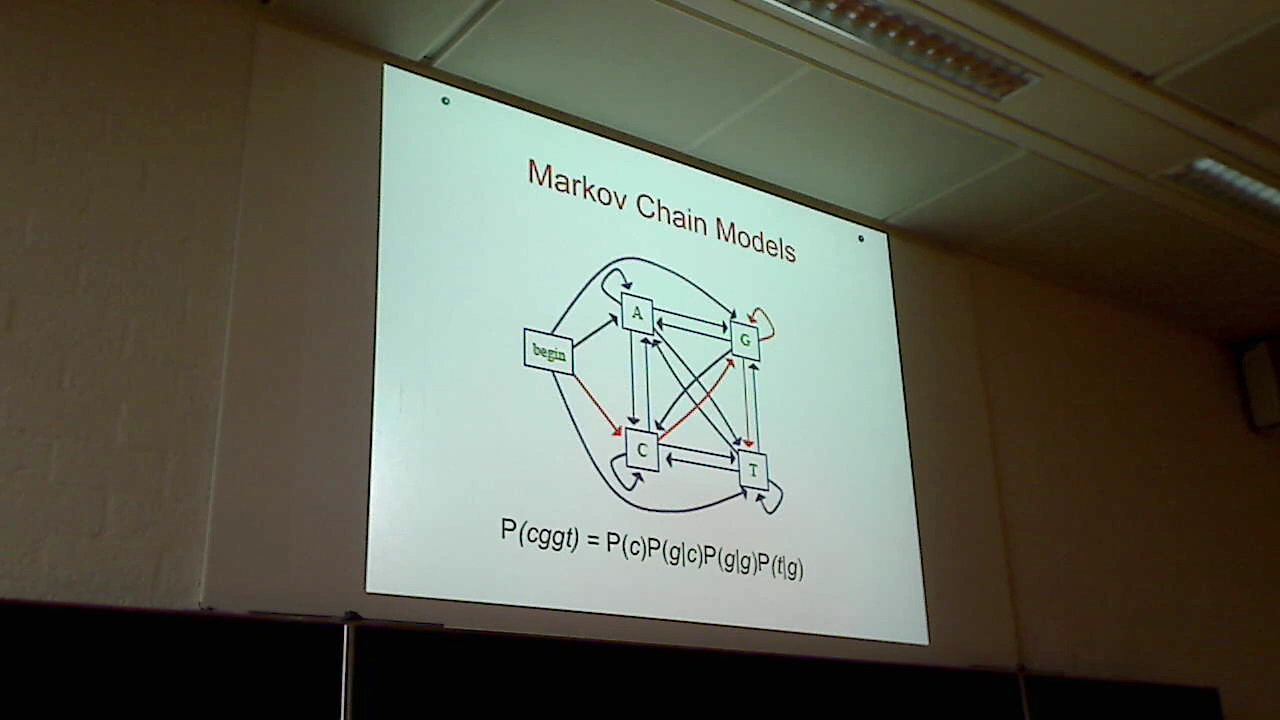 Markov Chain Models
A
G
begin
C
T
P(cggt) = P(c)P(g|c)P(g|g)P(t|g)